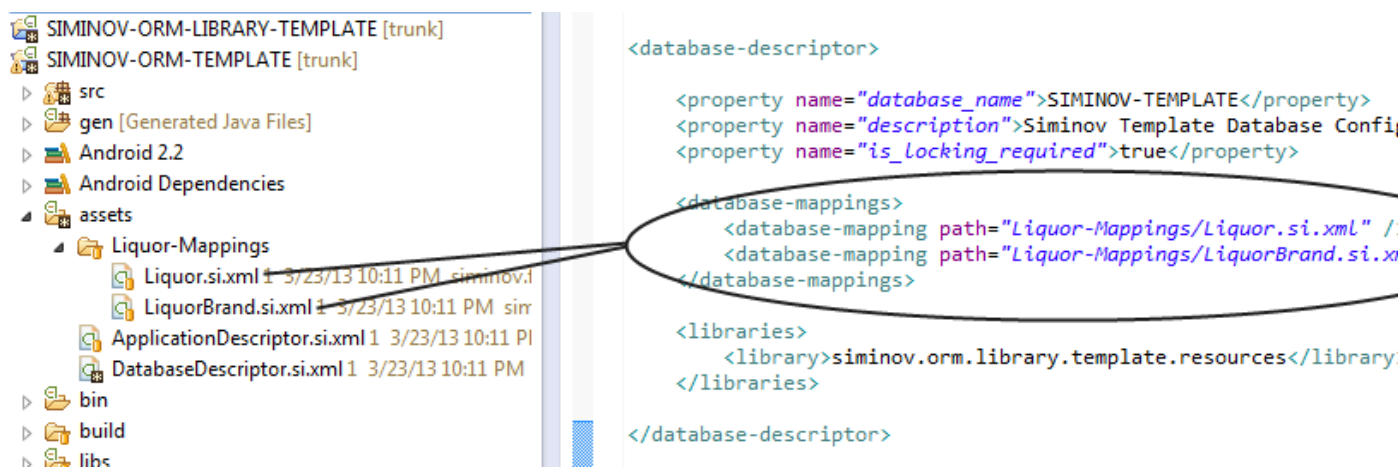 SIMINOV-ORM-LIBRARY-TEMPLATE [trunk]
SIMINOV-ORM-TEMPLATE [trunk]
src
gen [Generated Java Files]
Android 2.2
Android Dependencies
assets
Liquor-Mappings
Liquor.si.xml 1 3/23/13 10:11 PM siminov.f
LiquorBrand.si.xml 1 3/23/13 10:11 PM sim
ApplicationDescriptor.si.xml 1 3/23/13 10:11 PI
DatabaseDescriptor.si.xml 1 3/23/13 10:11 PM
bin
build
libs
<database-descriptor>
<property name="database_name">SIMINOV-TEMPLATE</property>
<property name="description">Siminov Template Database Config
<property name="is_locking_required">true</property>
<database-mappings>
<database-mapping path="Liquor-Mappings/Liquor.si.xml" />
<database-mapping path="Liquor-Mappings/LiquorBrand.si.xm
</database-mappings>
<libraries>
<library>siminov.orm.library.template.resources</library>
</libraries>
</database-descriptor>